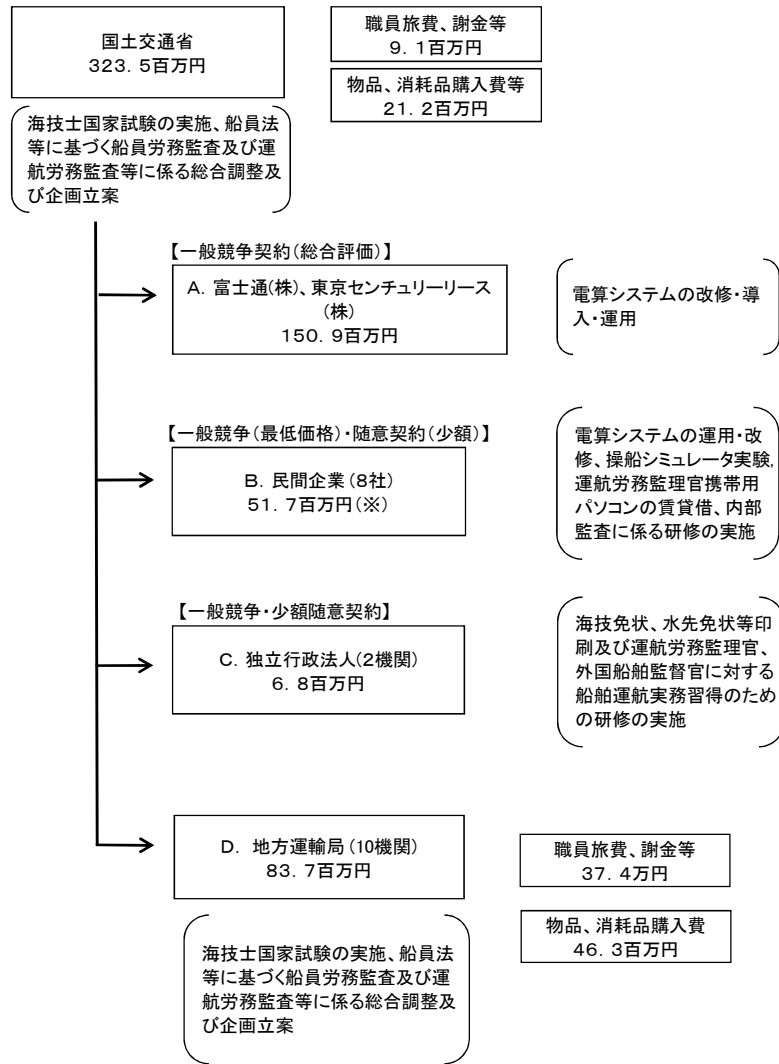 国土交通省
323．5百万円
職員旅費、謝金等
9．1百万円
物品、消耗品購入費等
21．2百万円
海技士国家試験の実施、船員法
等に基づく船員労務監査及び運
航労務監査等に係る総合調整及
び企画立案
【一般競争契約（総合評価）】
A．富士通（株）、東京センチュリーリース
（株）
150．9百万円
電算システムの改修・導
入・運用
【一般競争（最低価格）・随意契約（少額）】
B．民間企業（8社）
51．7百万円（※）
電算システムの運用・改
修、操船シミュレータ実験,
運航労務監理官携帯用
パソコンの賃貸借、内部
監査に係る研修の実施
【一般競争・少額随意契約】
C．独立行政法人（2機関）
6．8百万円
海技免状、水先免状等印
刷及び運航労務監理官、
外国船舶監督官に対する
船舶運航実務習得のため
の研修の実施
D．地方運輸局（10機関）
83．7百万円
職員旅費、謝金等
37．4万円
物品、消耗品購入費
46．3百万円
海技士国家試験の実施、船員法
等に基づく船員労務監査及び運
航労務監査等に係る総合調整及
び企画立案